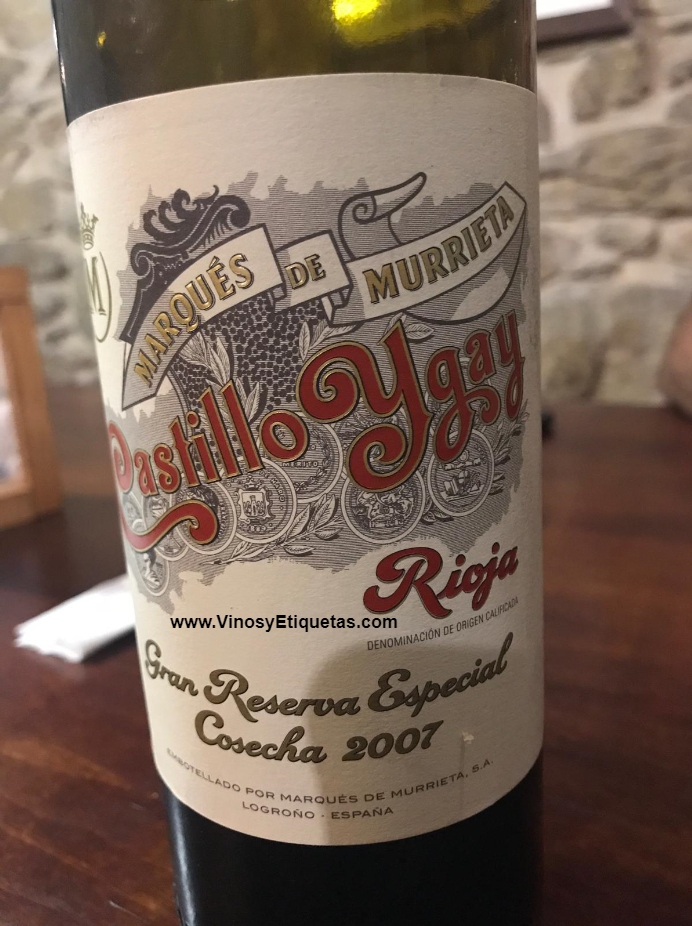 M
MARQUÉS DE MURRIETA
Castillo Ygay
MERITO
Rioja
DENOMINACIÓN DE ORIGEN CALIFICADA
www.VinosyEtiquetas.com
Gran Reserva Especial
Cosecha 2007
EMBOTELLADO POR MARQUÉS DE MURRIETA, S.A.
LOGROÑO - ESPAÑA